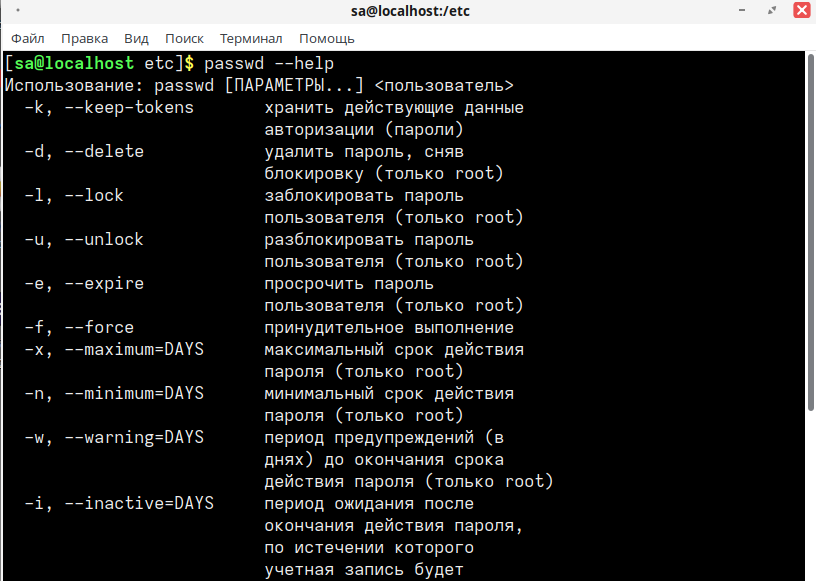 sa@localhost:/etc
Файл Правка Вид Поиск Терминал Помощь
[sa@localhost etc]$ passwd --help
Использование: passwd [ПАРАМЕТРЫ...] <пользователь>
-k, --keep-tokens хранить действующие данные
авторизации (пароли)
-d, --delete удалить пароль, сняв
блокировку (только root)
-l, --lock заблокировать пароль
пользователя (только root)
-u, --unlock разблокировать пароль
пользователя (только root)
-e, --expire просрочить пароль
пользователя (только root)
-f, --force принудительное выполнение
-x, --maximum=DAYS максимальный срок действия
пароля (только root)
-n, --minimum=DAYS минимальный срок действия
пароля (только root)
-w, --warning=DAYS период предупреждений (в
днях) до окончания срока
действия пароля (только root)
-i, --inactive=DAYS период ожидания после
окончания действия пароля,
по истечении которого
учетная запись будет